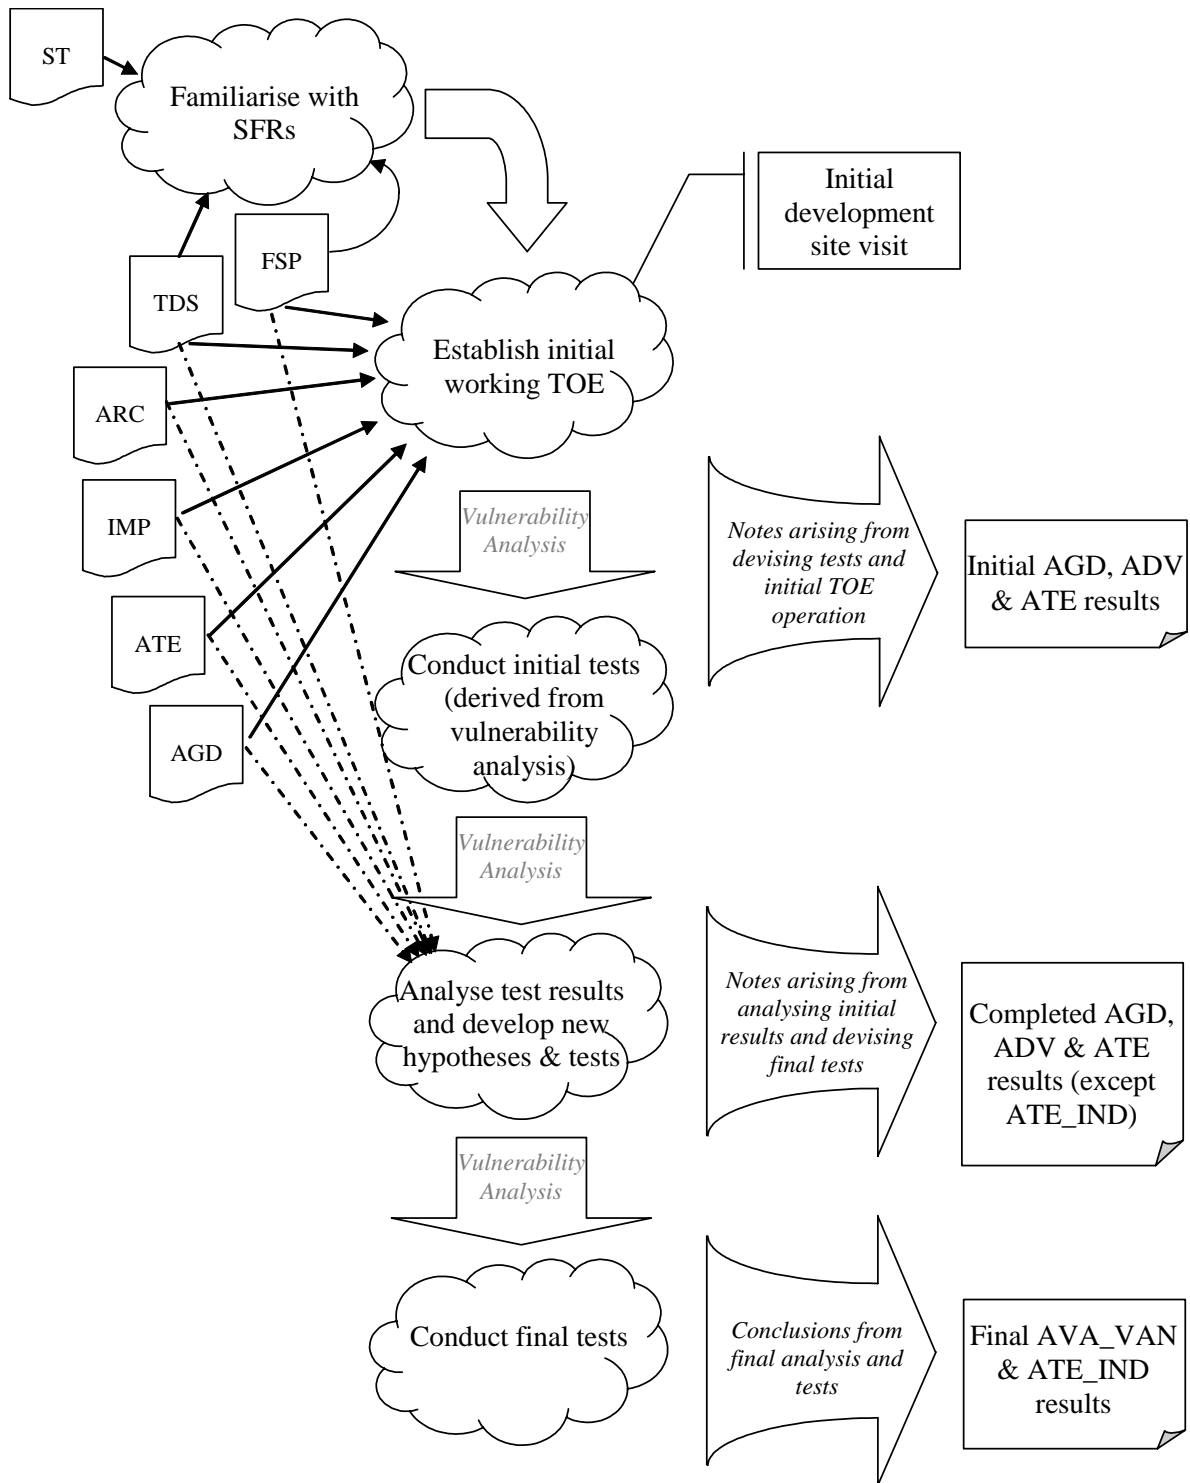 ST
Familiarise with
SFRs
Initial
development
site visit
FSP
TDS
Establish initial
working TOE
ARC
IMP
Vulnerability
Analysis
Notes arising from
devising tests and
initial TOE
operation
Initial AGD, ADV
& ATE results
ATE
Conduct initial tests
(derived from
vulnerability
analysis)
AGD
Vulnerability
Analysis
Analyse test results
and develop new
hypotheses & tests
Notes arising from
analysing initial
results and devising
final tests
Completed AGD,
ADV & ATE
results (except
ATE_IND)
Vulnerability
Analysis
Conduct final tests
Conclusions from
final analysis and
tests
Final AVA_VAN
& ATE_IND
results